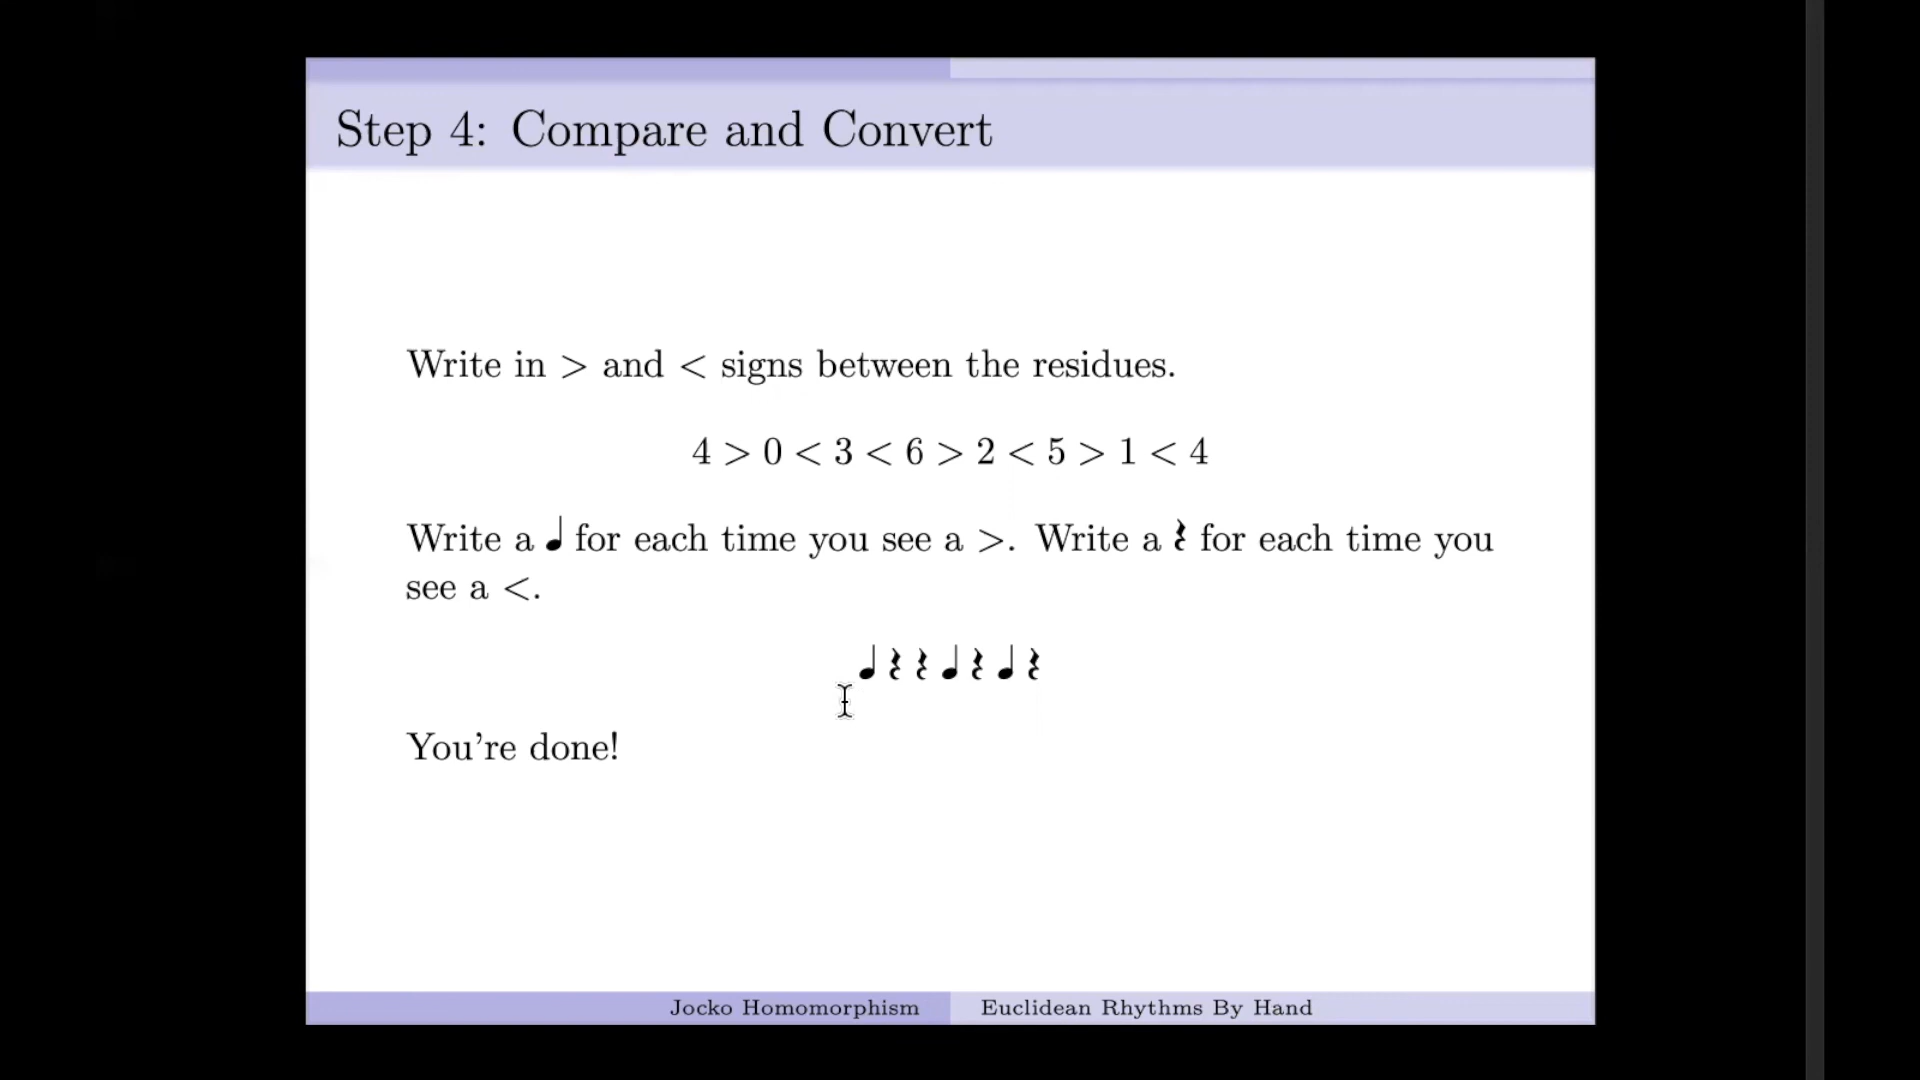 Step 4: Compare and Convert
Write in > and < signs between the residues.
4 > 0 < 3 < 6 > 2 < 5 > 1 < 4
Write a ♩ for each time you see a >. Write a 𝄽 for each time you
see a <.
♩ 𝄽 𝄽 ♩ 𝄽 ♩ 𝄽
You're done!
Jocko Homomorphism
Euclidean Rhythms By Hand